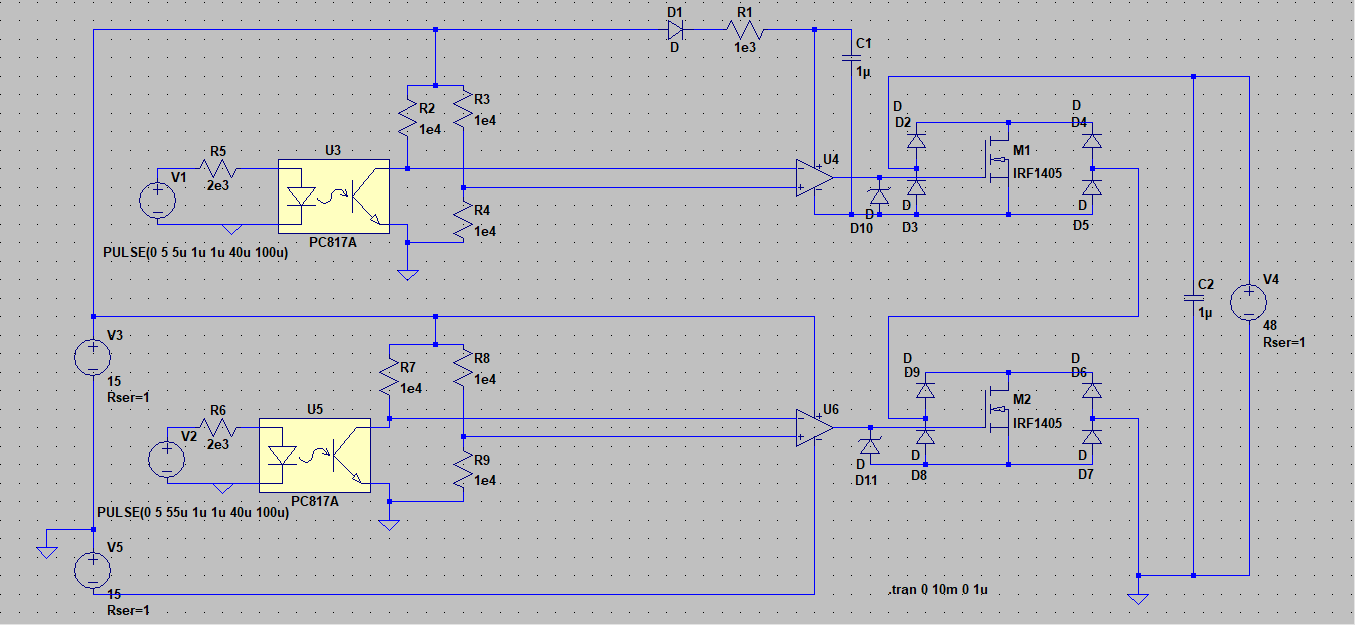 D1
R1
D
1e3
C1
1µ
R2
1e4
R3
1e4
D
D2
D
D4
M1
IRF1405
U3
R5
2e3
V1
U4
PC817A
R4
1e4
D
D10
D
D3
D
D5
PULSE(0 5 5u 1u 1u 40u 100u)
C2
1µ
V4
48
Rser=1
V3
15
Rser=1
R7
1e4
R8
1e4
D
D9
D
D6
M2
IRF1405
U5
R6
2e3
V2
U6
PC817A
R9
1e4
D
D11
D
D8
D
D7
PULSE(0 5 55u 1u 1u 40u 100u)
V5
15
Rser=1
.tran 0 10m 0 1u